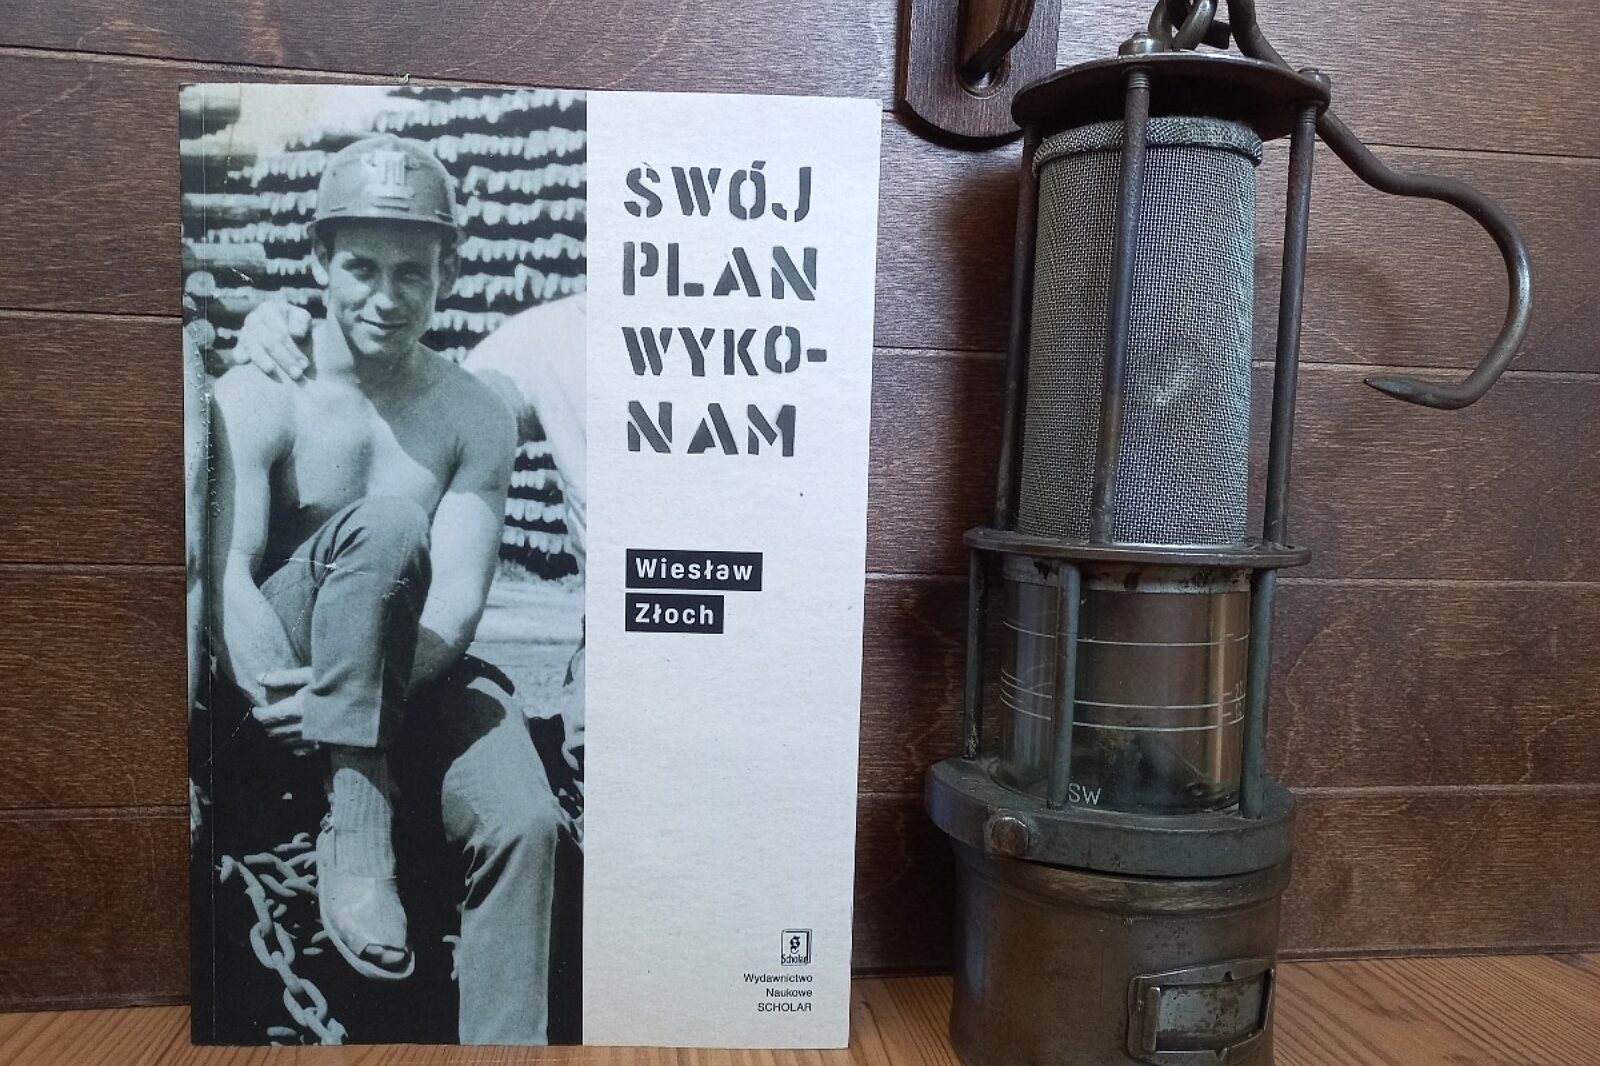 SWÓJ
PLAN
WYKO-
NAM
Wiesław
Złoch
S
Scholar
Wydawnictwo
Naukowe
SCHOLAR
SW